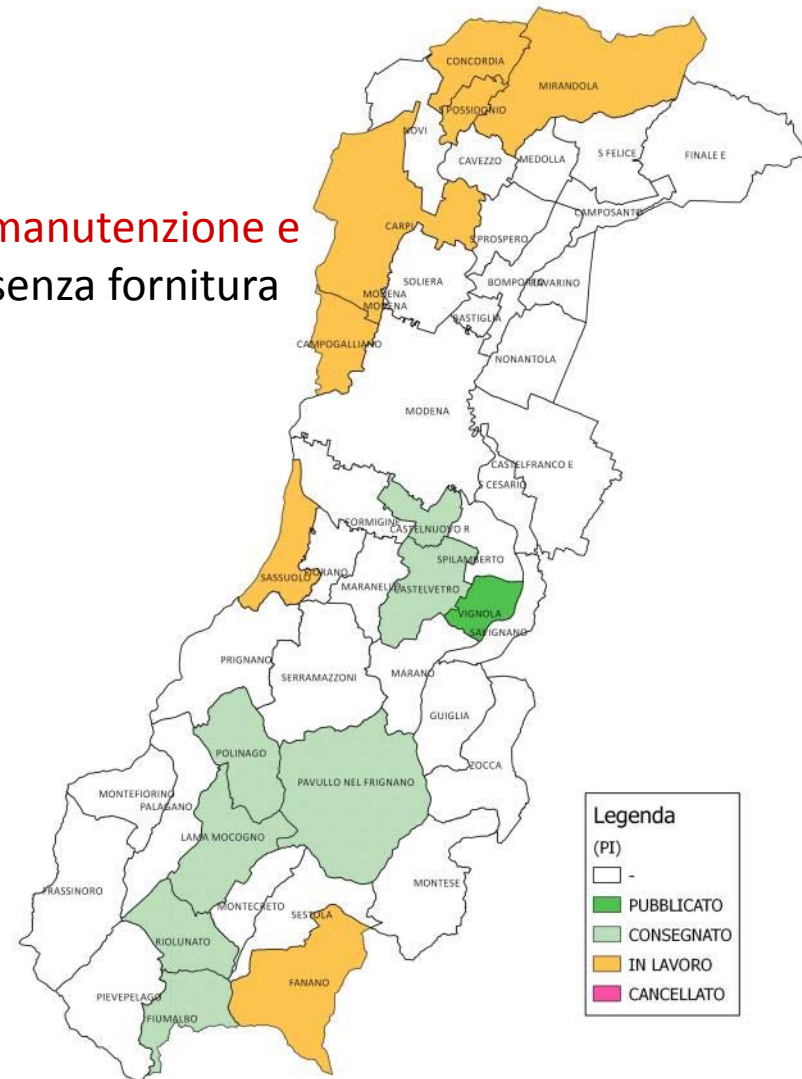 CONCORDIA
MIRANDOLA
S POSSIDONIO
NOVI
CAVEZZO
MEDOLLA
S FELICE
FINALE E
CAMPOSANTO
manutenzione e
CARPI
S PROSPERO
senza fornitura
SOLIERA
BOMPORTO
RAVARINO
MODENA
MODENA
BASTIGLIA
CAMPOGALLIANO
NONANTOLA
MODENA
CASTELFRANCO E
S CESARIO
FORMIGINE
CASTELNUOVO R
SPILAMBERTO
FIORANO
SASSUOLO
MARANELLO
CASTELVETRO
VIGNOLA
SAVIGNANO
PRIGNANO
SERRAMAZZONI
MARANO
GUIGLIA
POLINAGO
ZOCCA
PAVULLO NEL FRIGNANO
MONTEFIORINO
PALAGANO
LAMA MOCOGNO
MONTESE
FRASSINORO
MONTECRETO
SESTOLA
RIOLUNATO
FANANO
PIEVEPELAGO
FIUMALBO
Legenda
(PI)
-
PUBBLICATO
CONSEGNATO
IN LAVORO
CANCELLATO